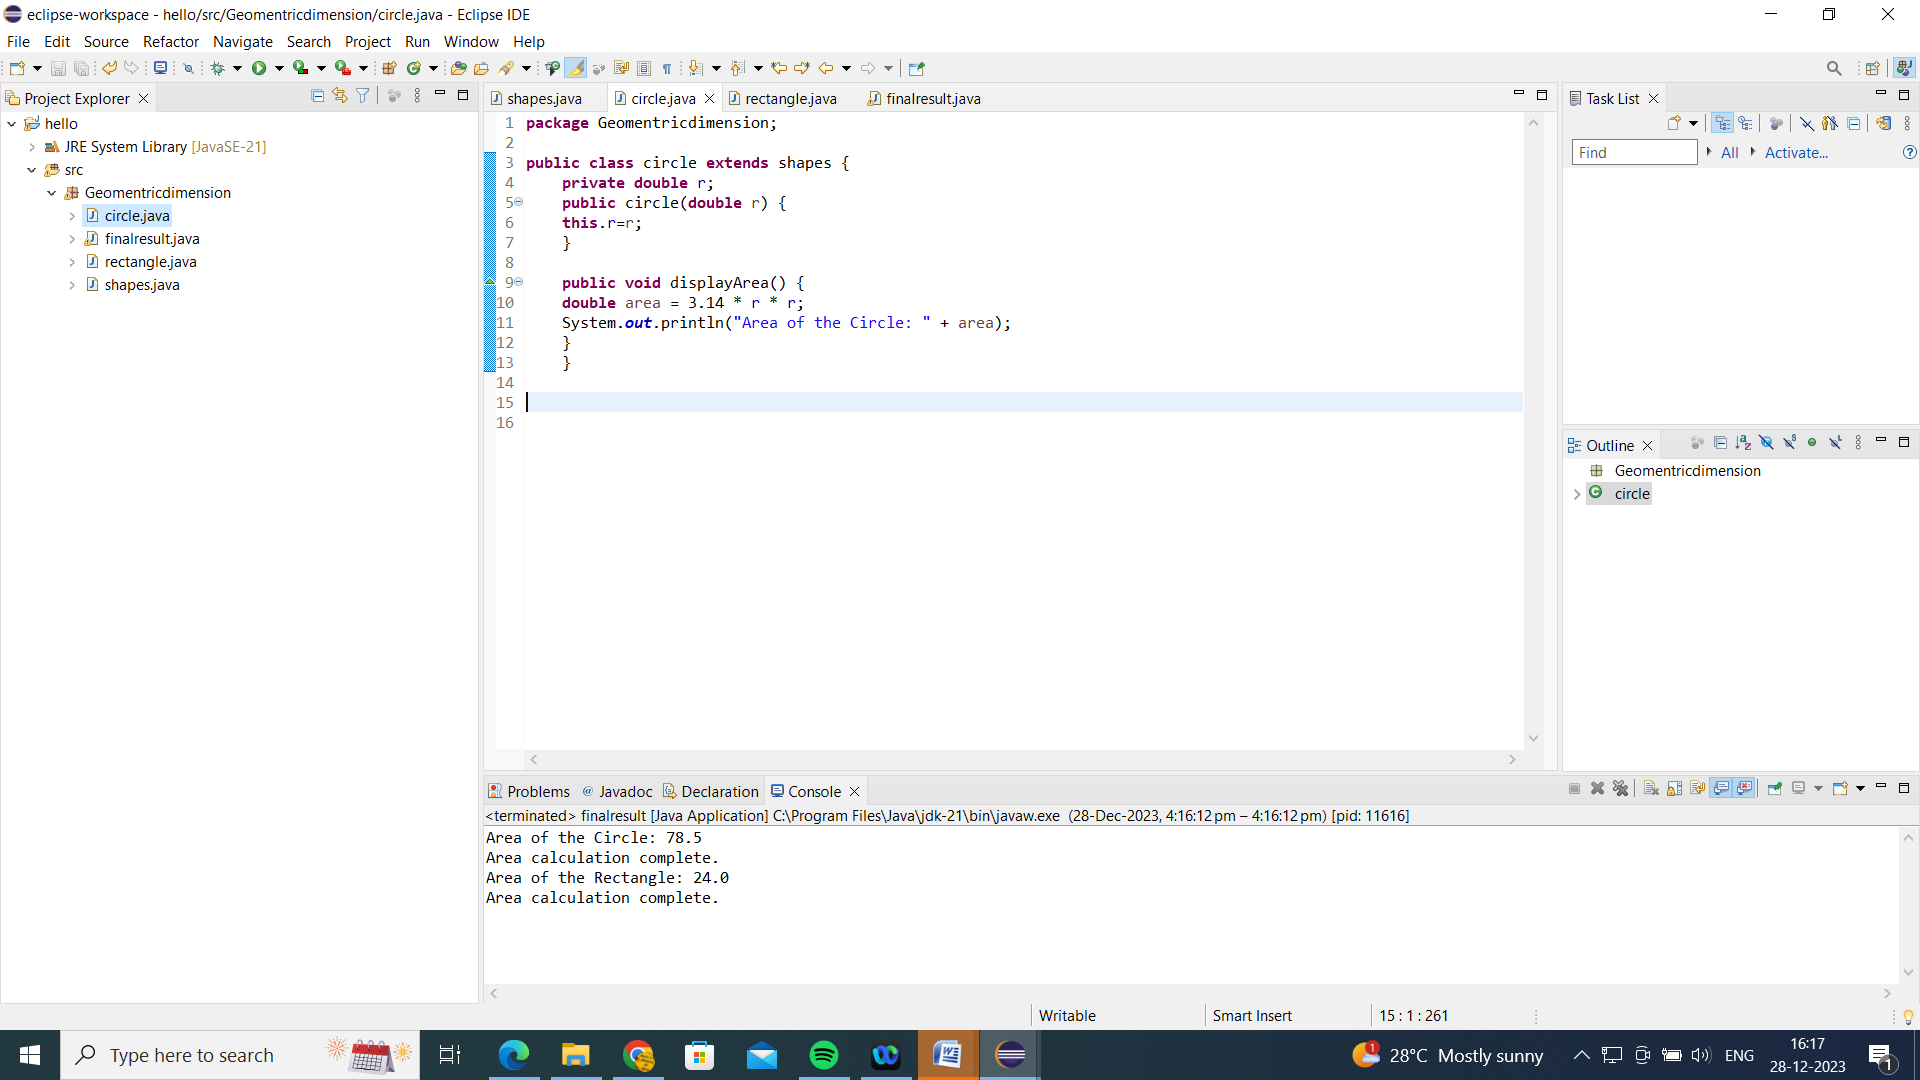 eclipse-workspace - hello/src/Geomentricdimension/circle.java - Eclipse IDE
File Edit Source Refactor Navigate Search Project Run Window Help
Project Explorer
hello
JRE System Library [JavaSE-21]
src
Geomentricdimension
circle.java
finalresult.java
rectangle.java
shapes.java
shapes.java circle.java rectangle.java finalresult.java
1 package Geomentricdimension;
2
3 public class circle extends shapes {
4 private double r;
5 public circle(double r) {
6 this.r=r;
7 }
8
9 public void displayArea() {
10 double area = 3.14 * r * r;
11 System.out.println("Area of the Circle: " + area);
12 }
13 }
14
15
16
Task List
Find All Activate...
Outline
Geomentricdimension
circle
Problems @ Javadoc Declaration Console
<terminated> finalresult [Java Application] C:\Program Files\Java\jdk-21\bin\javaw.exe (28-Dec-2023, 4:16:12 pm – 4:16:12 pm) [pid: 11616]
Area of the Circle: 78.5
Area calculation complete.
Area of the Rectangle: 24.0
Area calculation complete.
Writable Smart Insert 15 : 1 : 261
Type here to search
1 28°C Mostly sunny ENG 16:17
28-12-2023 1